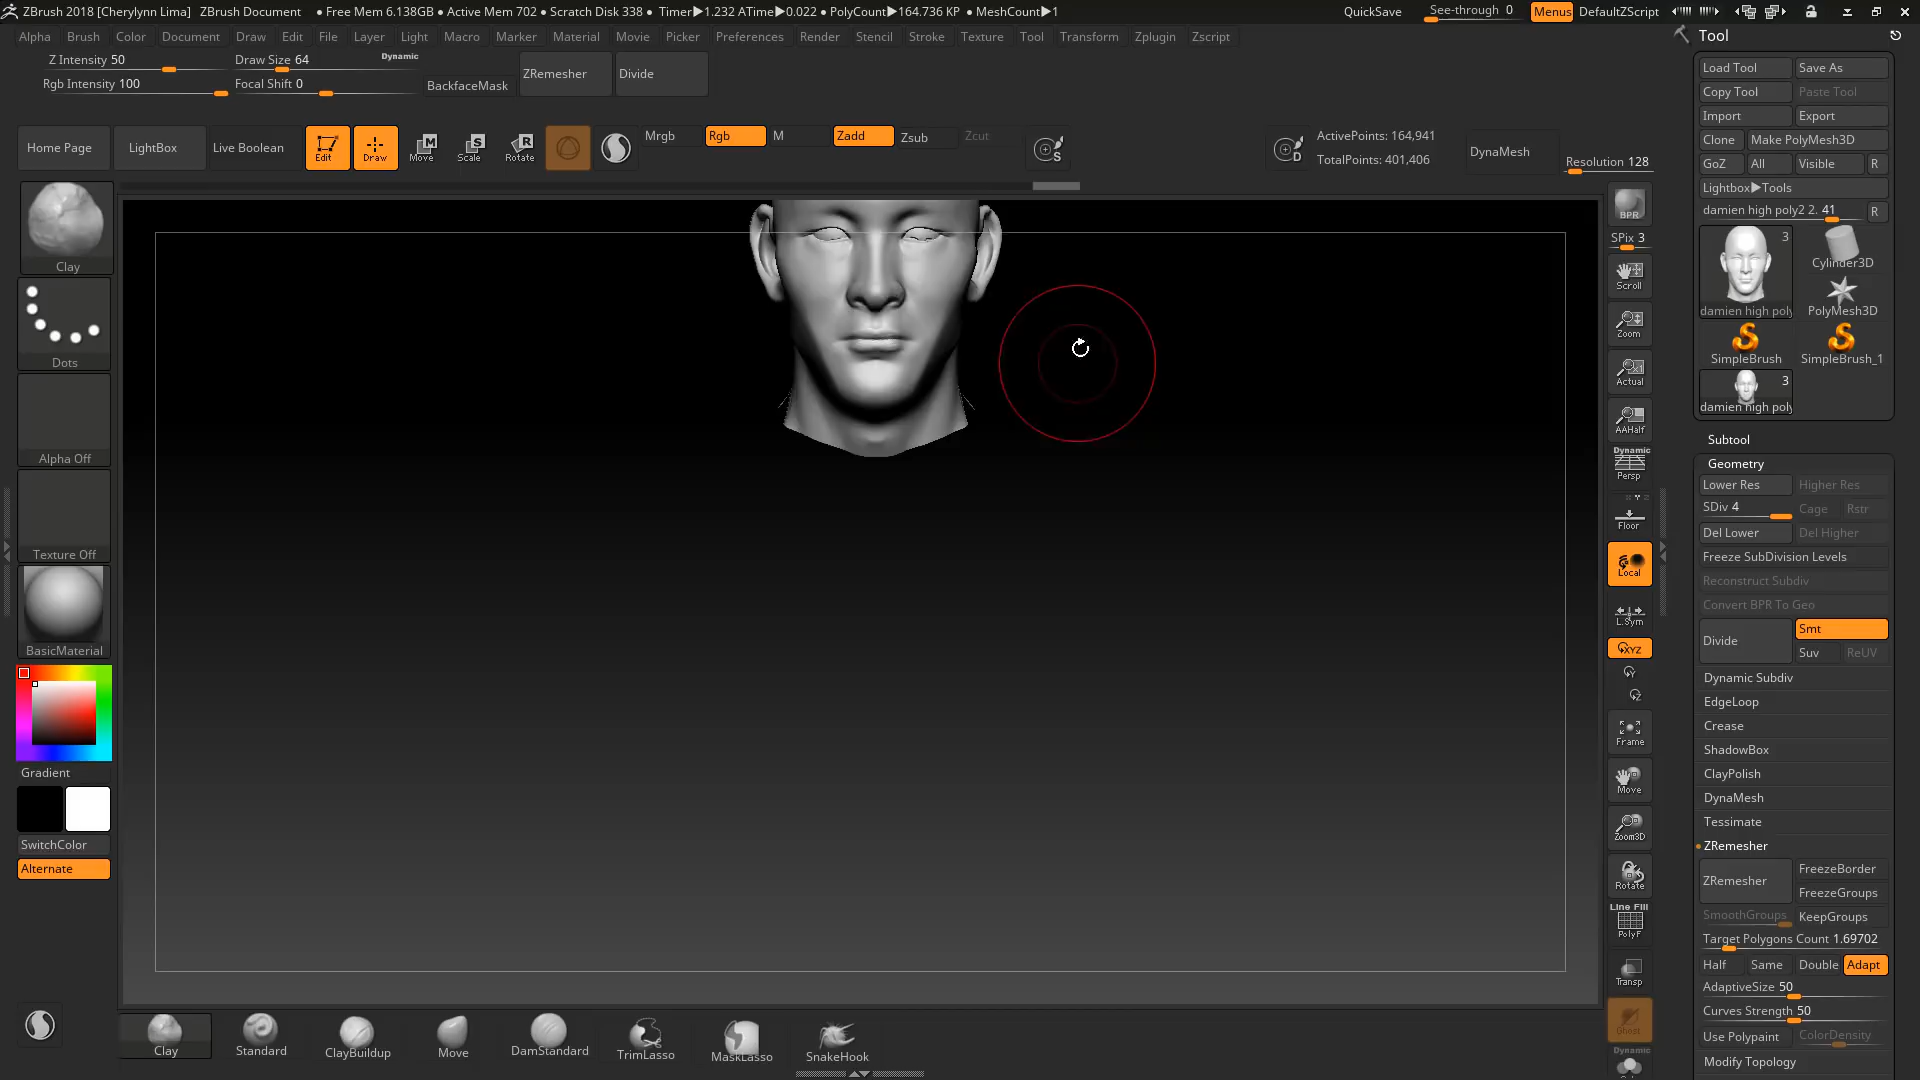 ZBrush 2018 [Cherylynn Lima] ZBrush Document ● Free Mem 6.138GB ● Active Mem 702 ● Scratch Disk 338 ● Timer▶1.232 ATime▶0.022 ● PolyCount▶164.736 KP ● MeshCount▶1 QuickSave See-through 0 Menus DefaultZScript
Alpha Brush Color Document Draw Edit File Layer Light Macro Marker Material Movie Picker Preferences Render Stencil Stroke Texture Tool Transform Zplugin Zscript
Tool
Z Intensity 50 Draw Size 64 Dynamic
Rgb Intensity 100 Focal Shift 0 BackfaceMask
ZRemesher Divide
Home Page LightBox Live Boolean Edit Draw Move Scale Rotate
M S R
Mrgb Rgb M Zadd Zsub Zcut
S D
ActivePoints: 164,941
TotalPoints: 401,406
DynaMesh Resolution 128
Clay
Dots
Alpha Off
Texture Off
BasicMaterial
Gradient
SwitchColor
Alternate
Clay Standard ClayBuildup Move DamStandard TrimLasso MaskLasso SnakeHook
BPR
SPix 3
Scroll
Zoom
Actual
AAHalf
Dynamic
Persp
Floor
Local
L.Sym
XYZ
Y
Z
Frame
Move
Zoom3D
Rotate
Line Fill
PolyF
Transp
Ghost
Dynamic
Load Tool Save As
Copy Tool Paste Tool
Import Export
Clone Make PolyMesh3D
GoZ All Visible R
Lightbox▶Tools
damien high poly2 2. 41 R
3
Cylinder3D
damien high poly PolyMesh3D
SimpleBrush SimpleBrush_1
3
damien high poly
Subtool
Geometry
Lower Res Higher Res
SDiv 4 Cage Rstr
Del Lower Del Higher
Freeze SubDivision Levels
Reconstruct Subdiv
Convert BPR To Geo
Divide Smt
Suv ReUV
Dynamic Subdiv
EdgeLoop
Crease
ShadowBox
ClayPolish
DynaMesh
Tessimate
ZRemesher
ZRemesher FreezeBorder
FreezeGroups
SmoothGroups KeepGroups
Target Polygons Count 1.69702
Half Same Double Adapt
AdaptiveSize 50
Curves Strength 50
Use Polypaint ColorDensity
Modify Topology